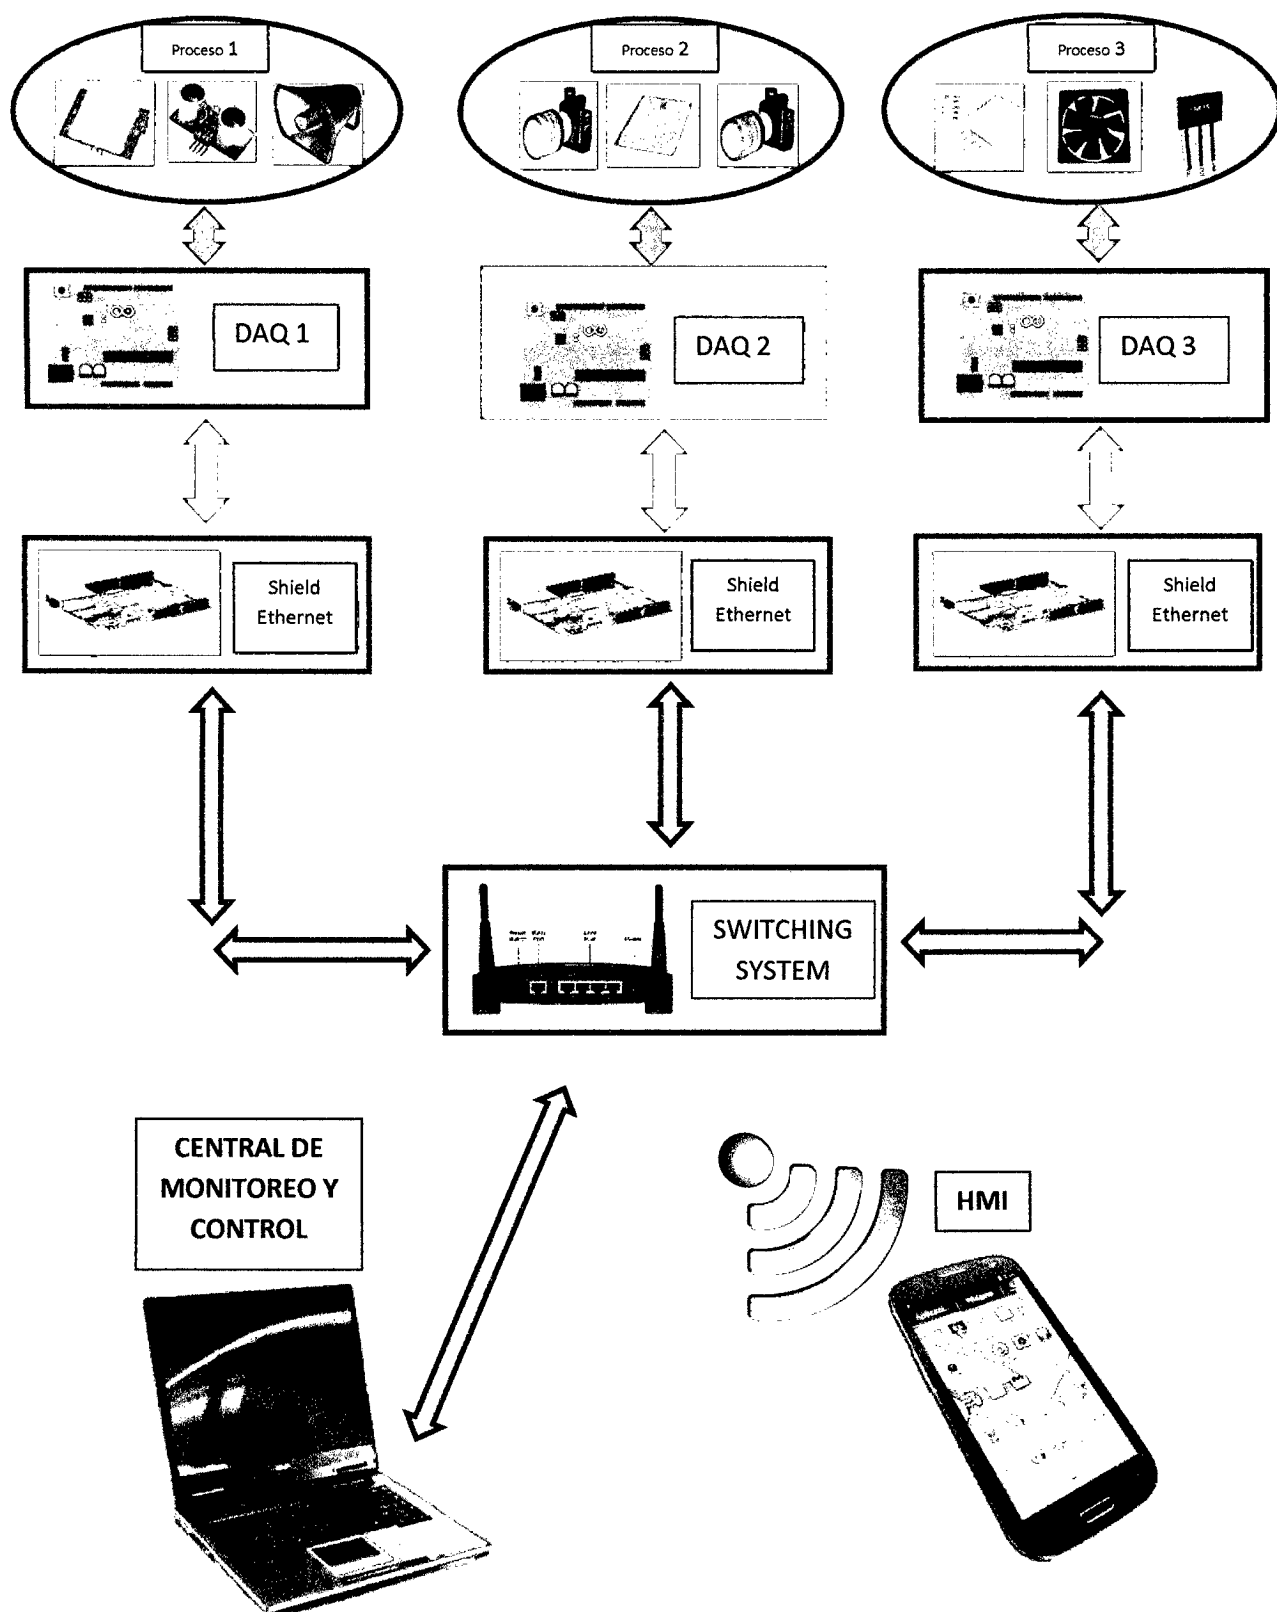 Proceso 1
Proceso 2
Proceso 3
DAQ 1
DAQ 2
DAQ 3
Shield
Ethernet
Shield
Ethernet
Shield
Ethernet
SWITCHING
SYSTEM
CENTRAL DE
MONITOREO Y
CONTROL
HMI